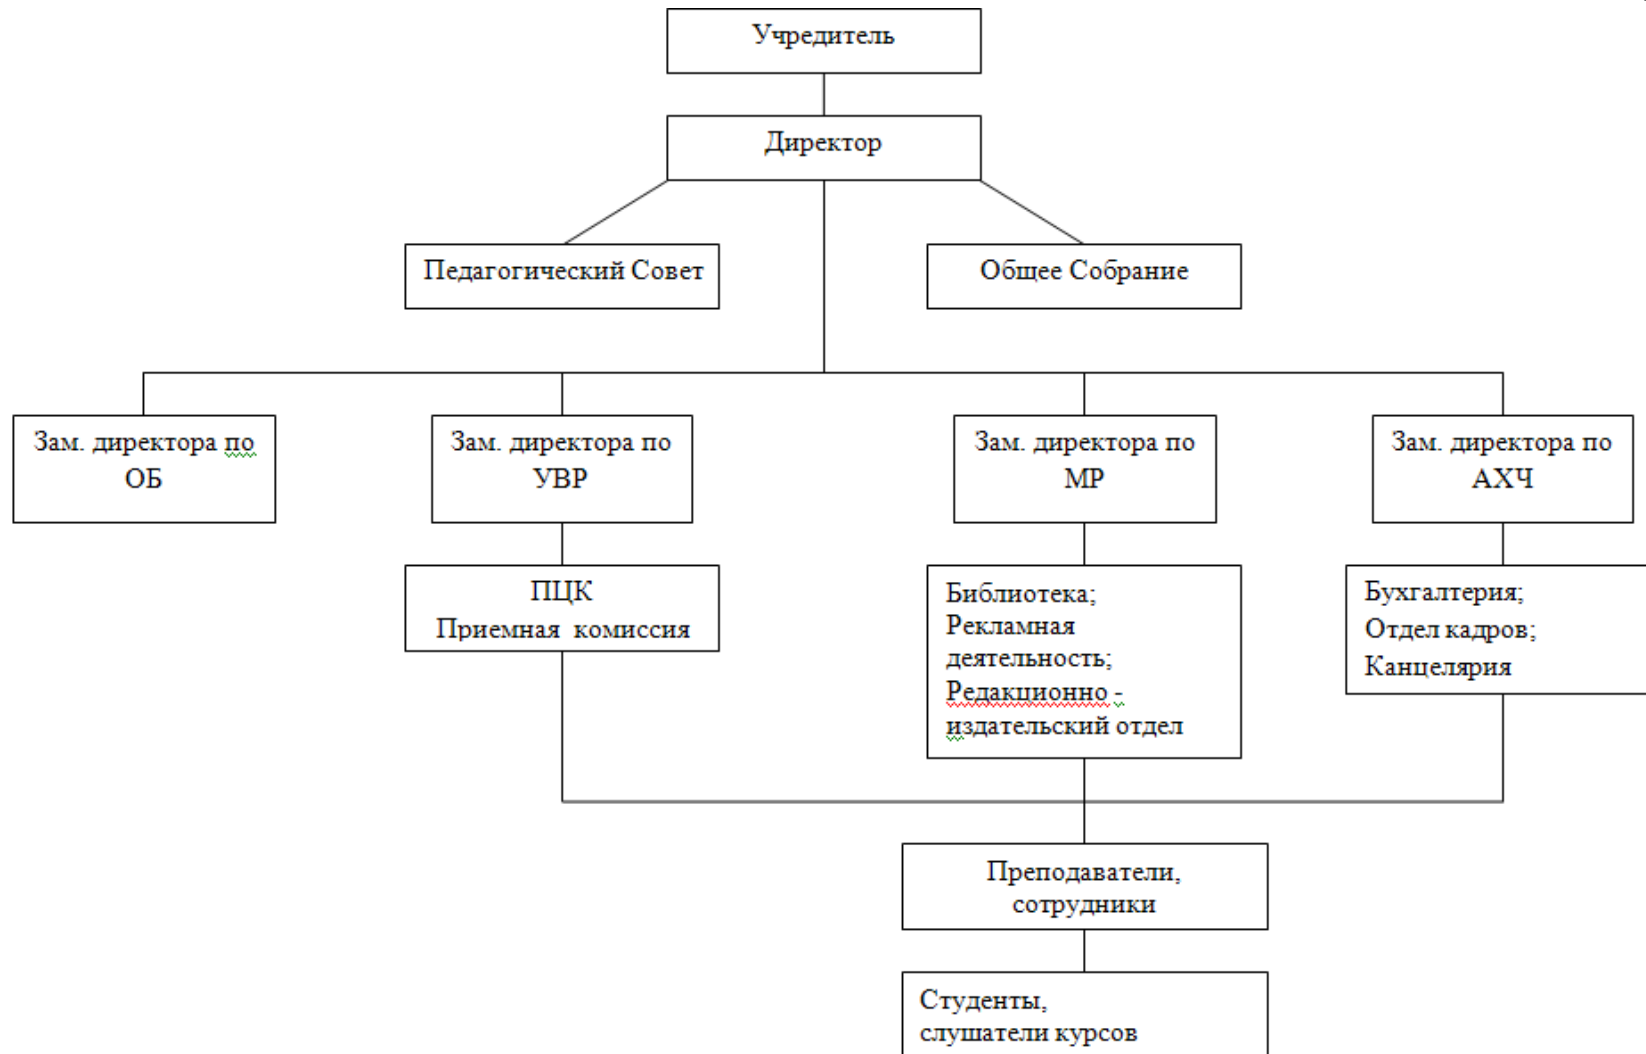 Учредитель
Директор
Педагогический Совет
Общее Собрание
Зам. директора по
ОБ
Зам. директора по
УВР
Зам. директора по
МР
Зам. директора по
АХЧ
ПЦК
Приемная комиссия
Библиотека;
Рекламная
деятельность;
Редакционно -
издательский отдел
Бухгалтерия;
Отдел кадров;
Канцелярия
Преподаватели,
сотрудники
Студенты,
слушатели курсов